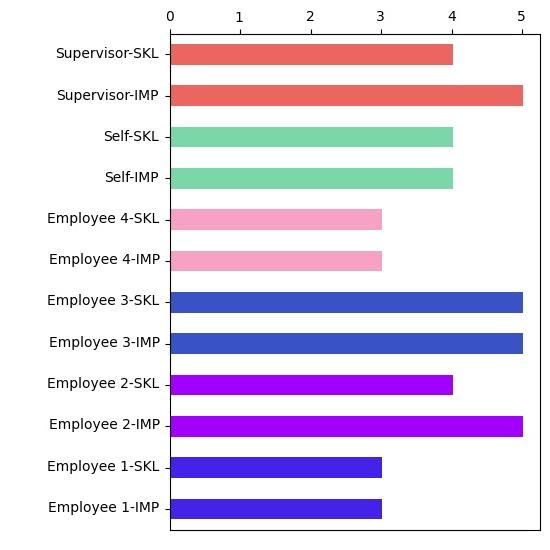 0 1 2 3 4 5
Supervisor-SKL
Supervisor-IMP
Self-SKL
Self-IMP
Employee 4-SKL
Employee 4-IMP
Employee 3-SKL
Employee 3-IMP
Employee 2-SKL
Employee 2-IMP
Employee 1-SKL
Employee 1-IMP